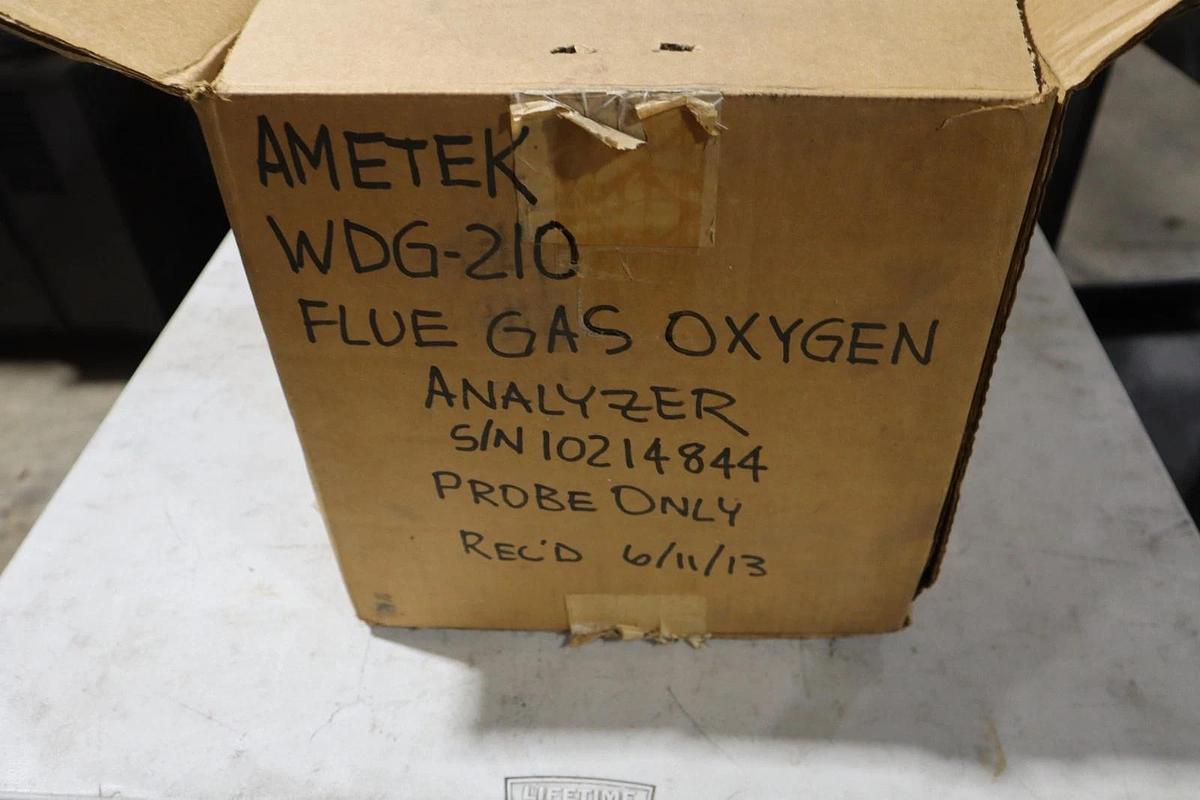 AMETEK
WDG-210
FLUE GAS OXYGEN
ANALYZER
S/N 10214844
PROBE ONLY
REC'D 6/11/13
LIFETIME